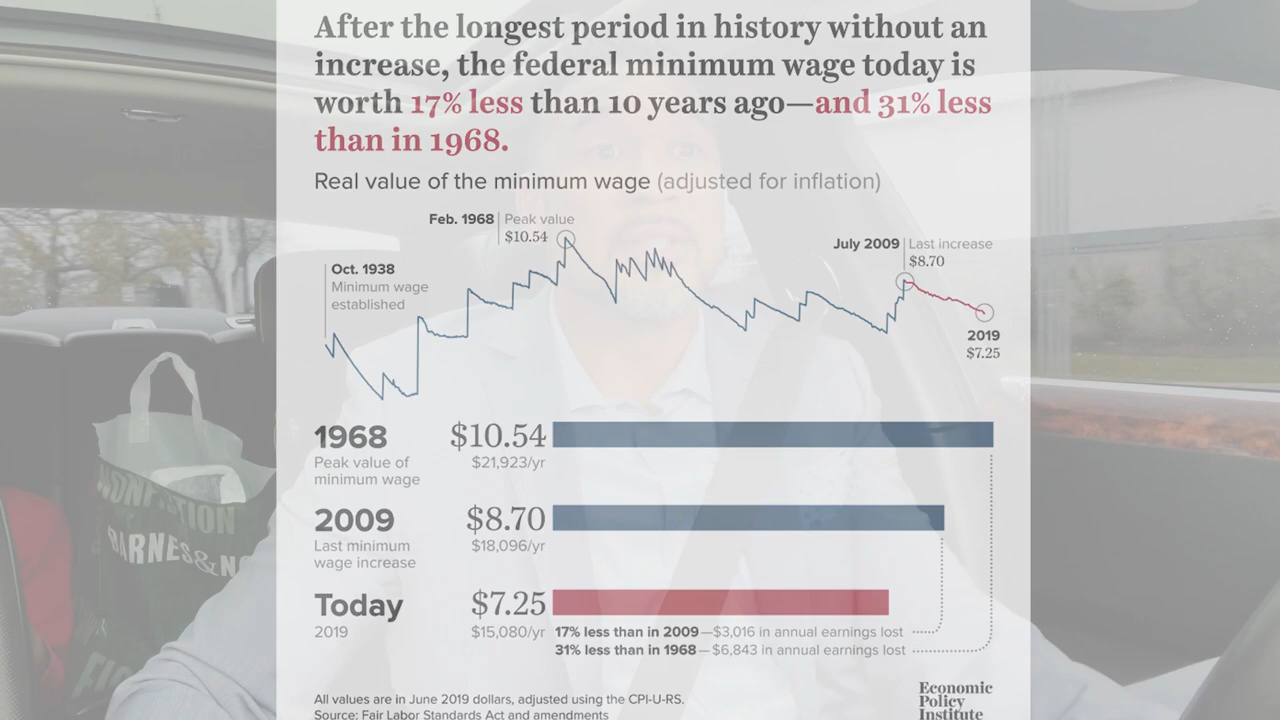 After the longest period in history without an
increase, the federal minimum wage today is
worth 17% less than 10 years ago—and 31% less
than in 1968.
Real value of the minimum wage (adjusted for inflation)
Feb. 1968 Peak value
$10.54
July 2009 Last increase
$8.70
Oct. 1938
Minimum wage
established
2019
$7.25
1968 $10.54
Peak value of $21,923/yr
minimum wage
2009 $8.70
Last minimum $18,096/yr
wage increase
Today $7.25
2019 $15,080/yr 17% less than in 2009—$3,016 in annual earnings lost
31% less than in 1968—$6,843 in annual earnings lost
All values are in June 2019 dollars, adjusted using the CPI-U-RS.
Source: Fair Labor Standards Act and amendments
Economic
Policy
Institute
BARNES & N